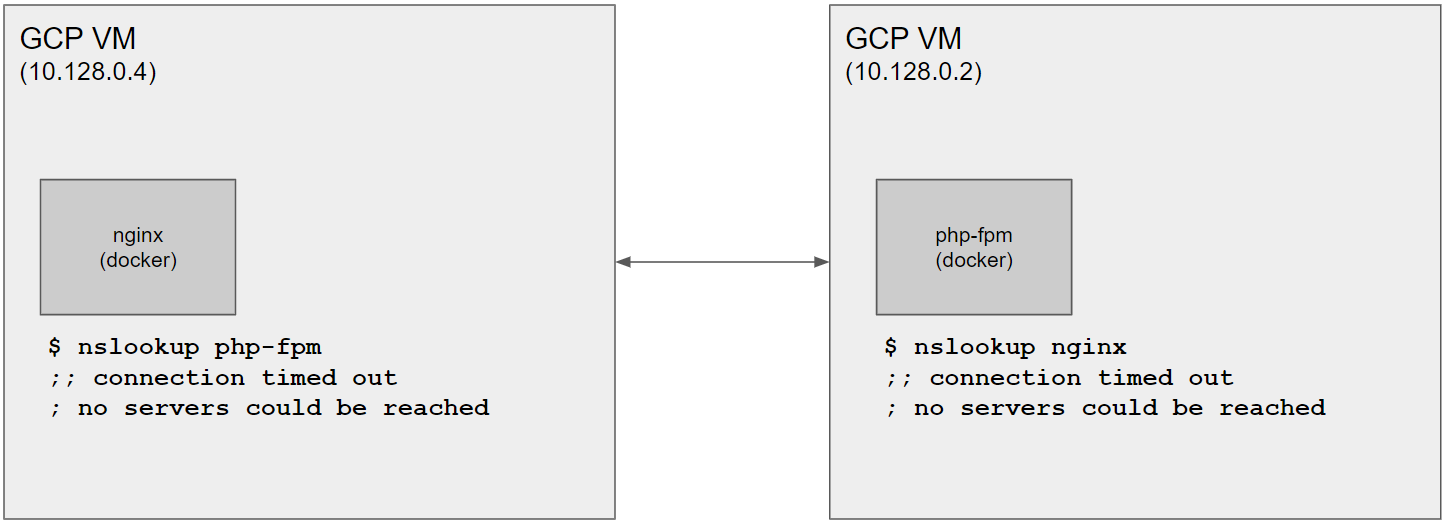 GCP VM
(10.128.0.4)
nginx
(docker)
$ nslookup php-fpm
;; connection timed out
; no servers could be reached
GCP VM
(10.128.0.2)
php-fpm
(docker)
$ nslookup nginx
;; connection timed out
; no servers could be reached